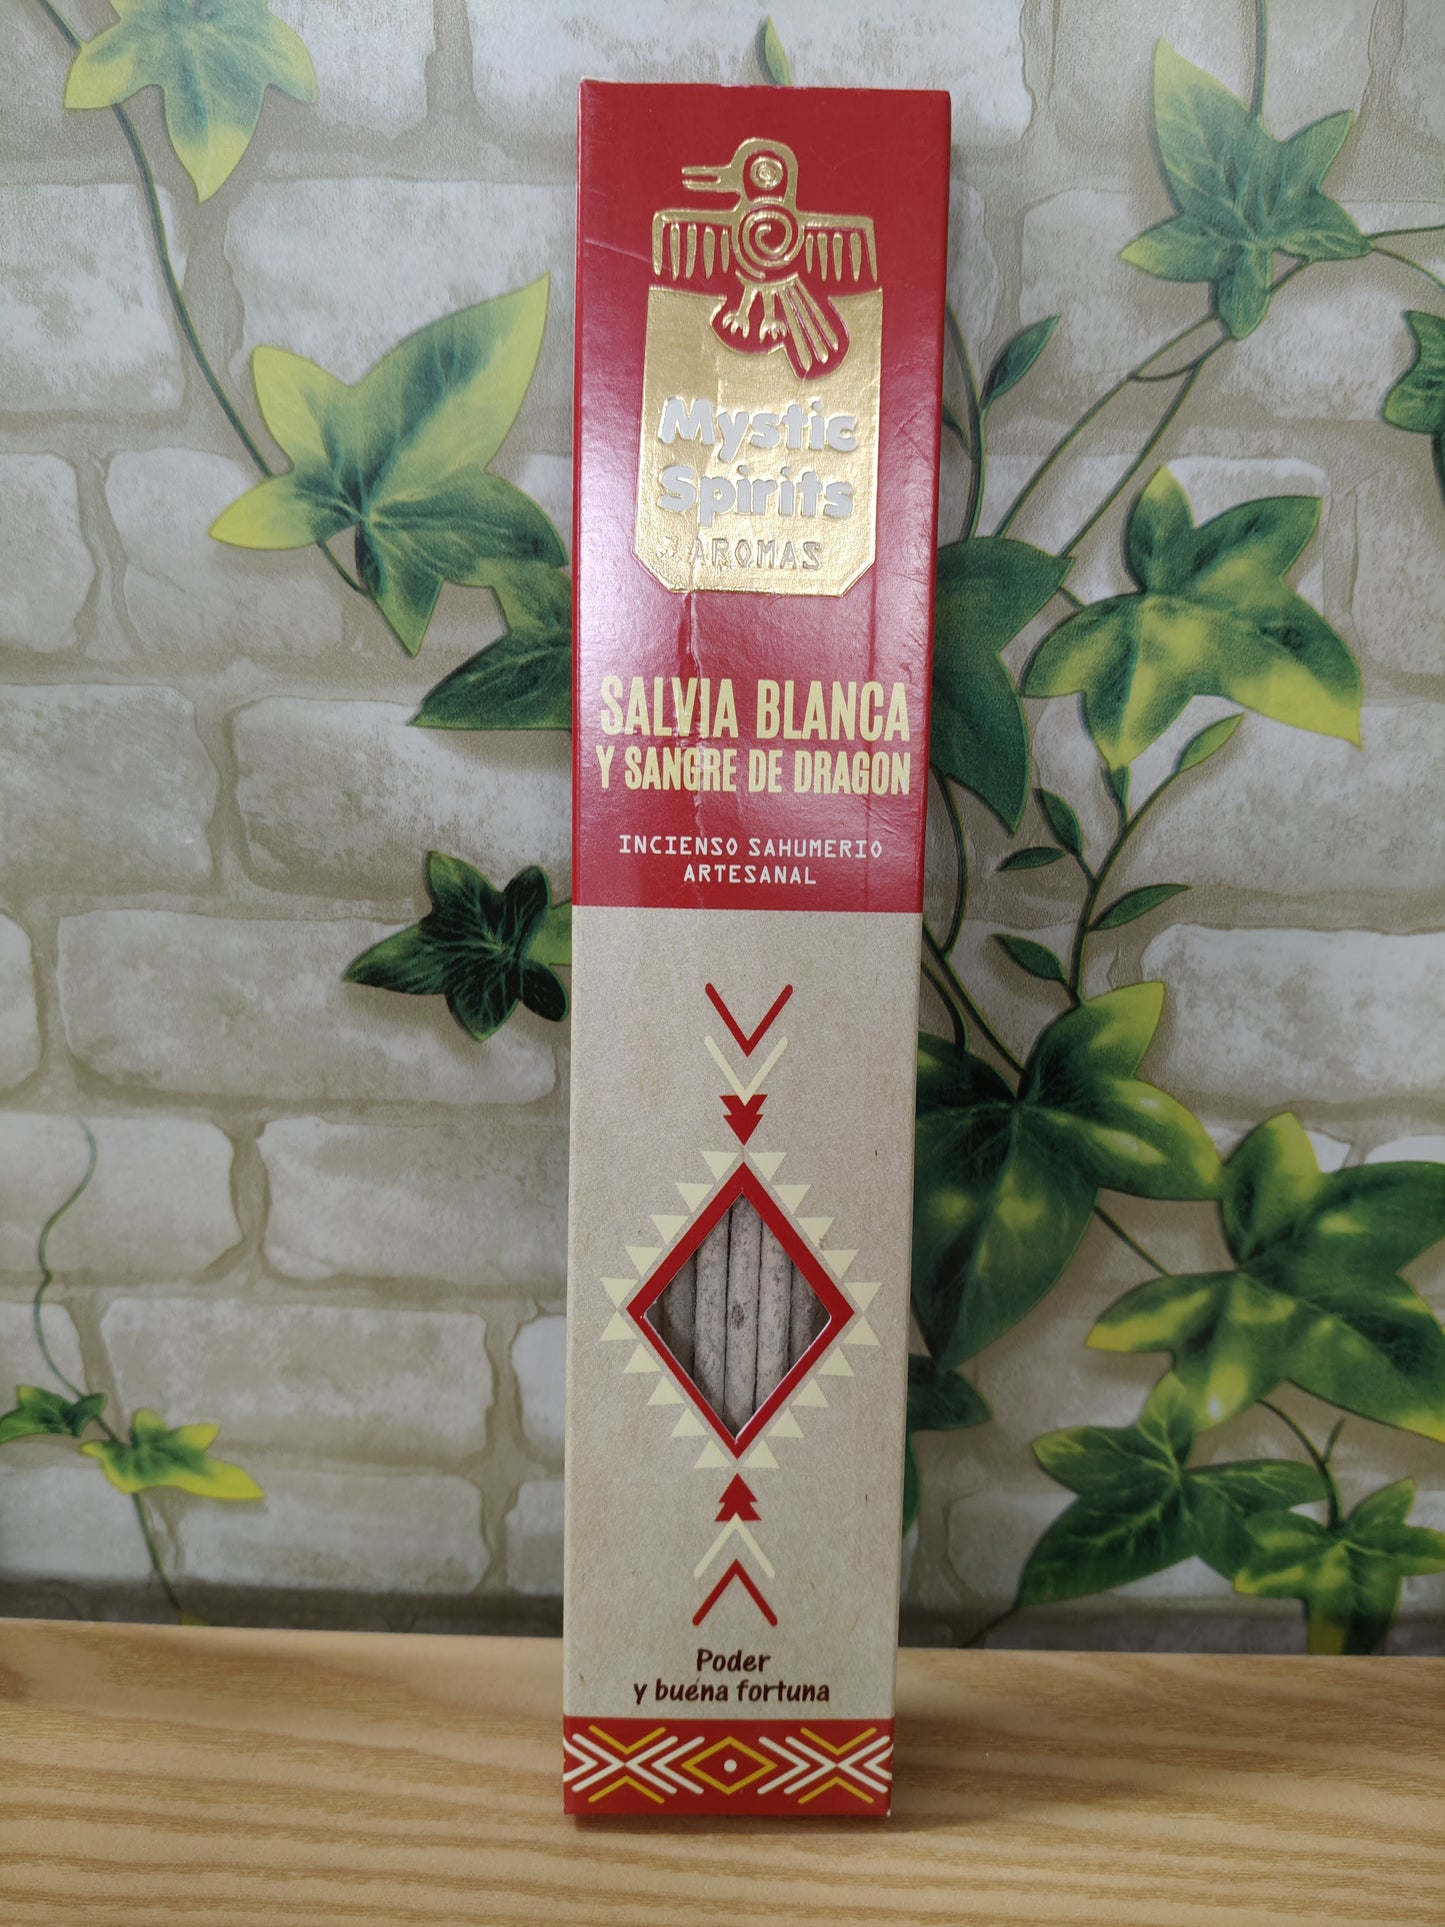 Mystic
Spirits
AROMAS
SALVIA BLANCA
Y SANGRE DE DRAGON
INCIENSO SAHUMERIO
ARTESANAL
Poder
y buena fortuna